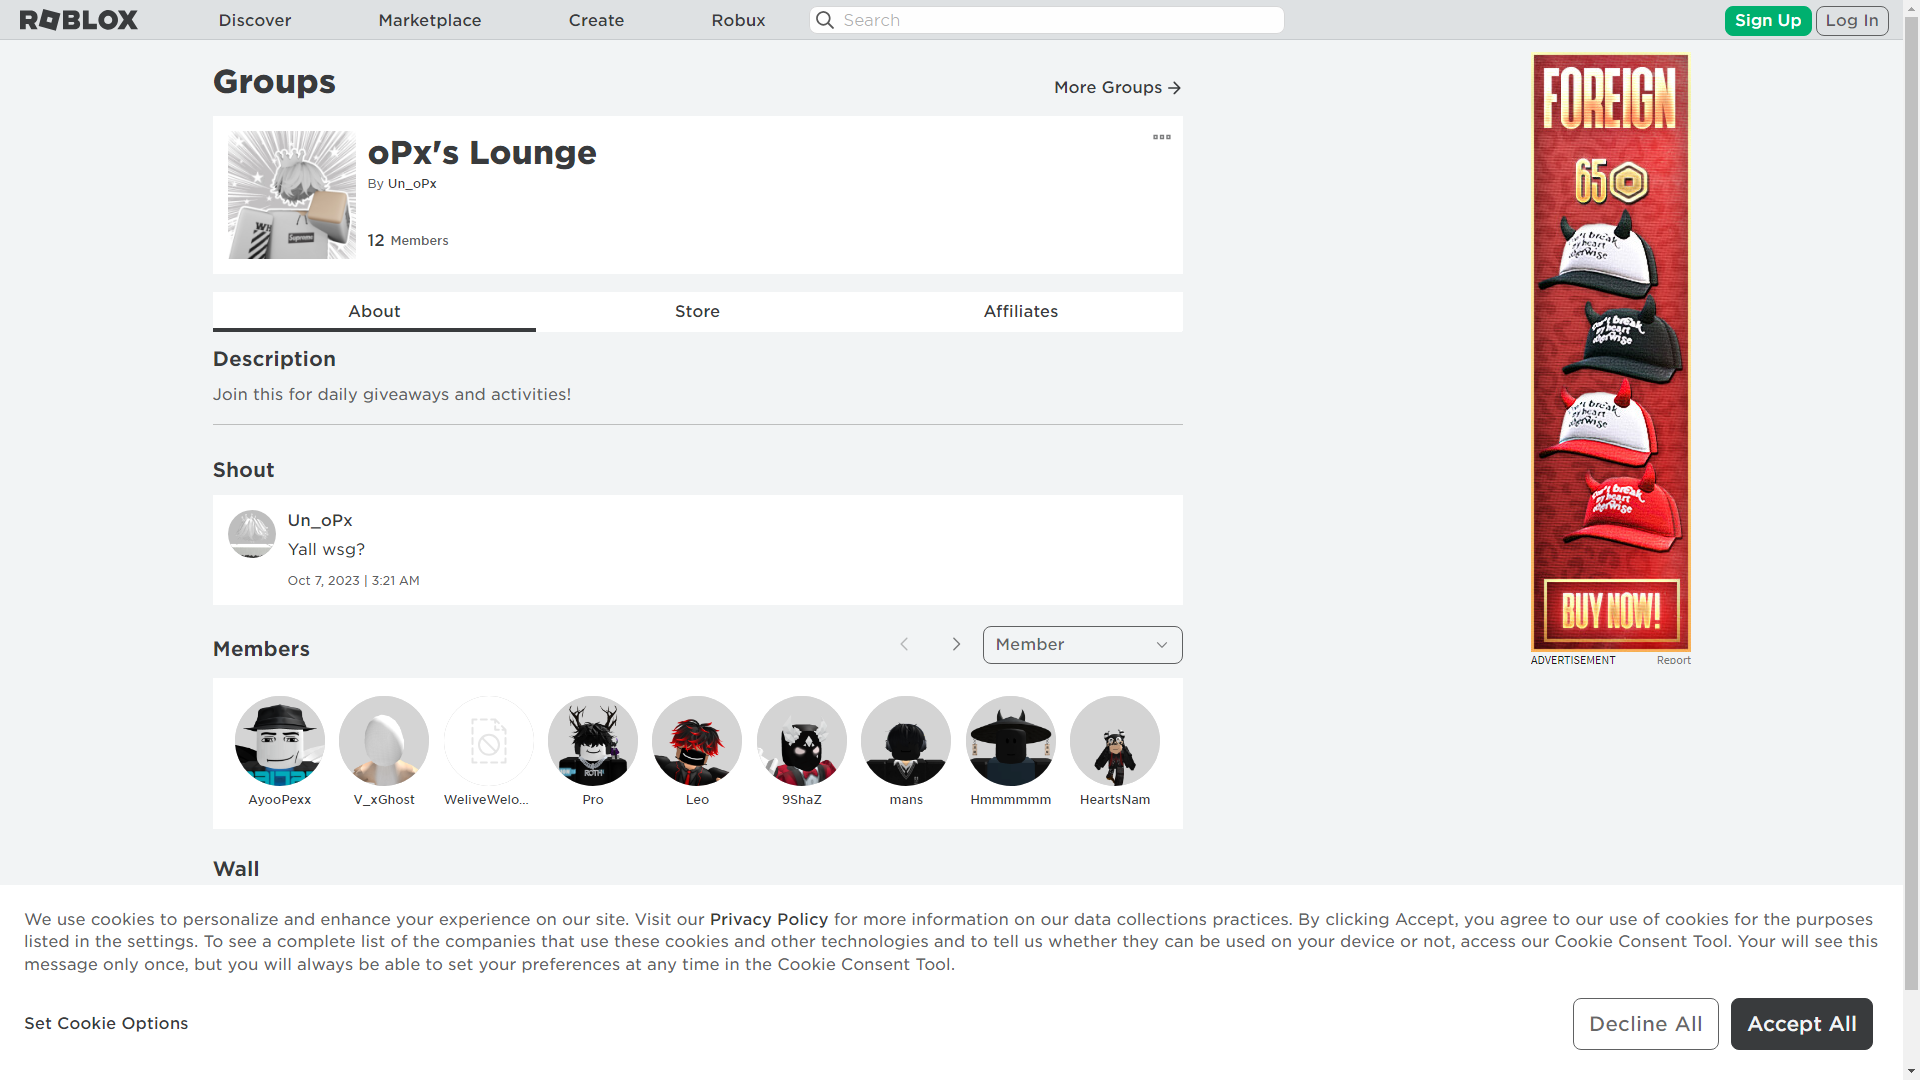 ROBLOX
Discover
Marketplace
Create
Robux
Search
Sign Up
Log In
Groups
More Groups
oPx's Lounge
By Un_oPx
12 Members
About
Store
Affiliates
Description
Join this for daily giveaways and activities!
Shout
Un_oPx
Yall wsg?
Oct 7, 2023 | 3:21 AM
Members
Member
AyooPexx
V_xGhost
WeliveWelo...
Pro
Leo
9ShaZ
mans
Hmmmmmm
HeartsNam
Wall
FOREIGN
65
BUY NOW!
ADVERTISEMENT
Report
We use cookies to personalize and enhance your experience on our site. Visit our Privacy Policy for more information on our data collections practices. By clicking Accept, you agree to our use of cookies for the purposes
listed in the settings. To see a complete list of the companies that use these cookies and other technologies and to tell us whether they can be used on your device or not, access our Cookie Consent Tool. Your will see this
message only once, but you will always be able to set your preferences at any time in the Cookie Consent Tool.
Set Cookie Options
Decline All
Accept All